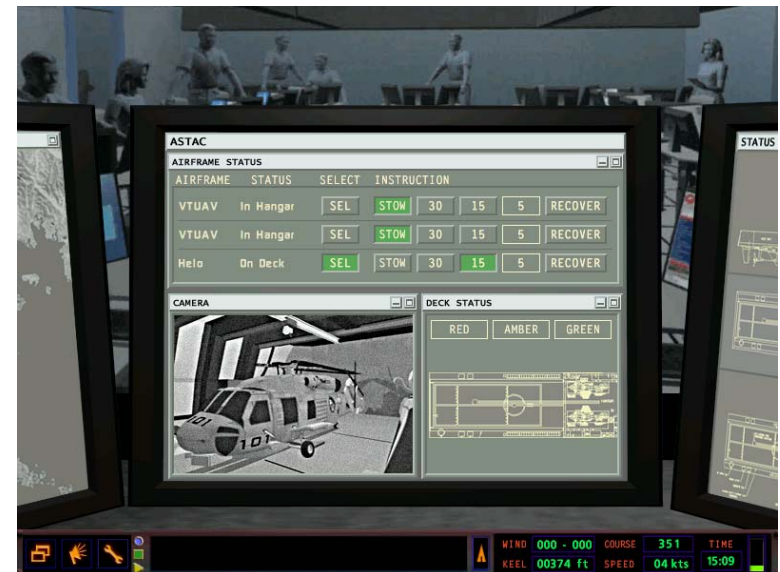 ASTAC
STATUS
AIRFRAME STATUS
AIRFRAME STATUS SELECT INSTRUCTION
VTUAV In Hangar SEL STOW 30 15 5 RECOVER
VTUAV In Hangar SEL STOW 30 15 5 RECOVER
Helo On Deck SEL STOW 30 15 5 RECOVER
CAMERA
DECK STATUS
RED AMBER GREEN
101
101
WIND 000 - 000 COURSE 351 TIME
KEEL 00374 ft SPEED 04 kts 15:09